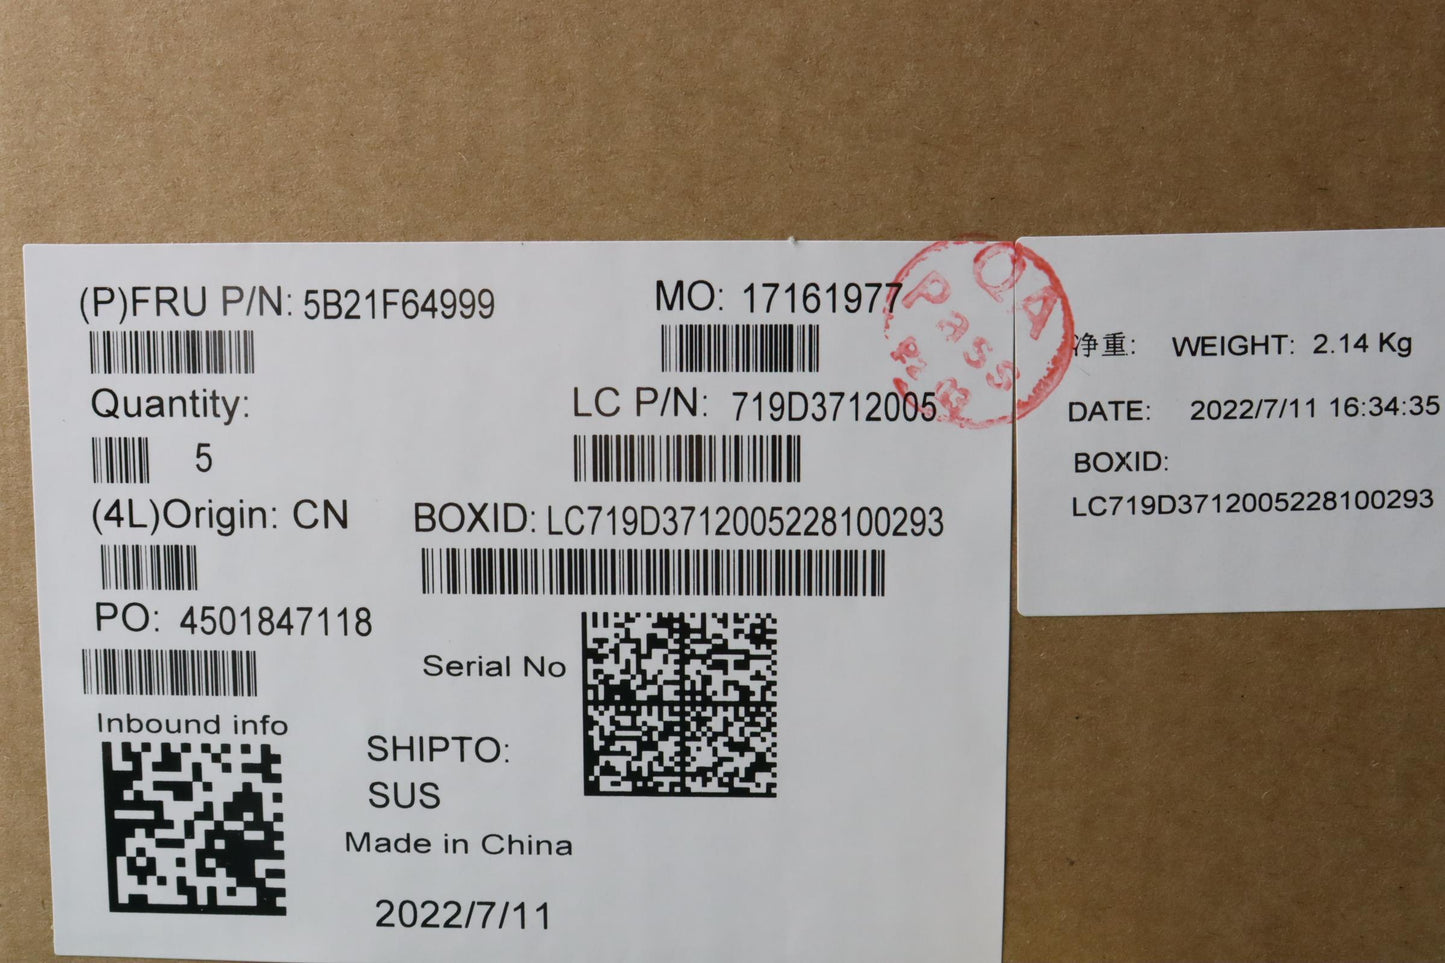 (P)FRU P/N: 5B21F64999
MO: 17161977
Quantity:
5
LC P/N: 719D3712005
(4L)Origin: CN
BOXID: LC719D3712005228100293
PO: 4501847118
Serial No
Inbound info
SHIPTO:
SUS
Made in China
2022/7/11
QA
Pass
净重: WEIGHT: 2.14 Kg
DATE: 2022/7/11 16:34:35
BOXID:
LC719D3712005228100293